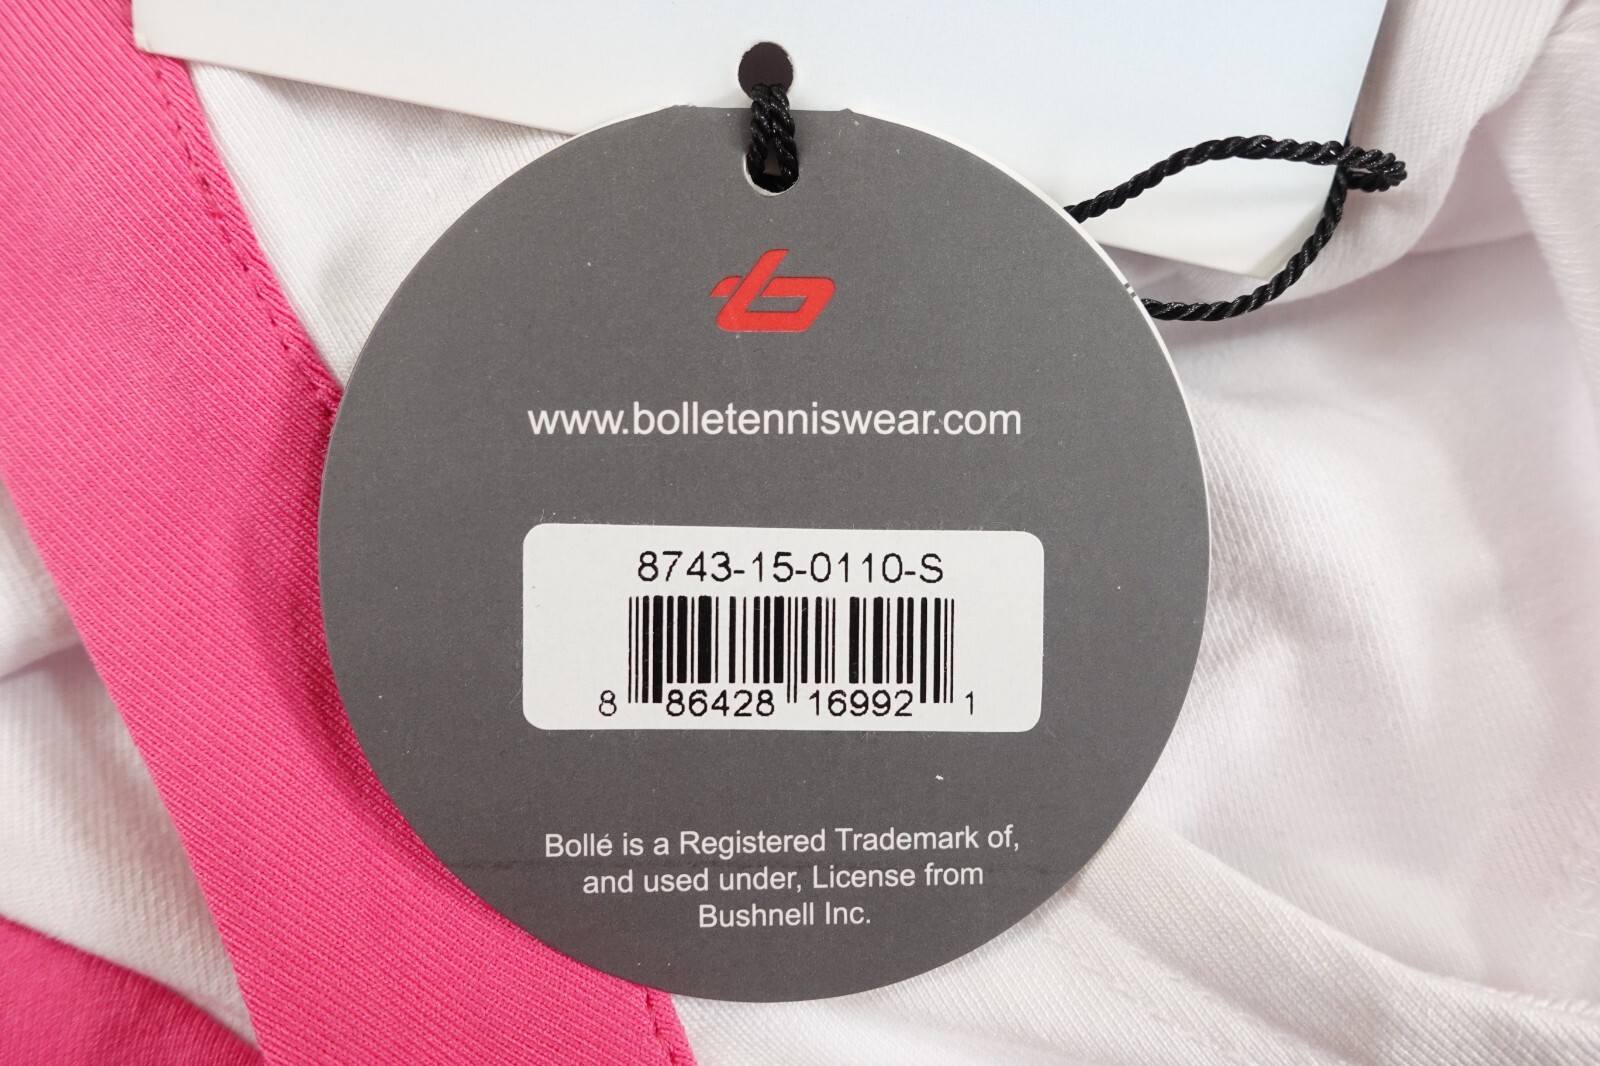 www.bolletenniswear.com
8743-15-0110-S
8 86428 16992 1
Bollé is a Registered Trademark of,
and used under, License from
Bushnell Inc.